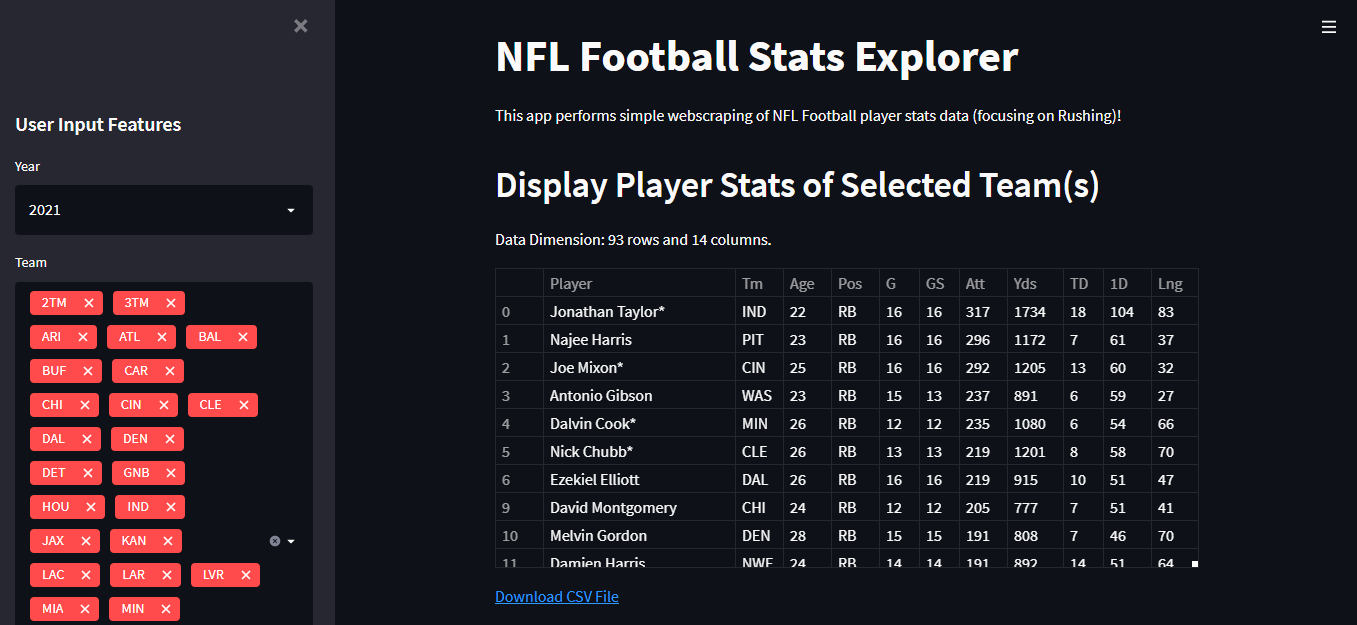 User Input Features
Year
2021
Team
2TM 3TM
ARI ATL BAL
BUF CAR
CHI CIN CLE
DAL DEN
DET GNB
HOU IND
JAX KAN
LAC LAR LVR
MIA MIN
NFL Football Stats Explorer
This app performs simple webscraping of NFL Football player stats data (focusing on Rushing)!
Display Player Stats of Selected Team(s)
Data Dimension: 93 rows and 14 columns.
Player Tm Age Pos G GS Att Yds TD 1D Lng
0 Jonathan Taylor* IND 22 RB 16 16 317 1734 18 104 83
1 Najee Harris PIT 23 RB 16 16 296 1172 7 61 37
2 Joe Mixon* CIN 25 RB 16 16 292 1205 13 60 32
3 Antonio Gibson WAS 23 RB 15 13 237 891 6 59 27
4 Dalvin Cook* MIN 26 RB 12 12 235 1080 6 54 66
5 Nick Chubb* CLE 26 RB 13 13 219 1201 8 58 70
6 Ezekiel Elliott DAL 26 RB 16 16 219 915 10 51 47
9 David Montgomery CHI 24 RB 12 12 205 777 7 51 41
10 Melvin Gordon DEN 28 RB 15 15 191 808 7 46 70
11 Damien Harris NWE 24 RB 14 14 191 892 14 51 64
Download CSV File